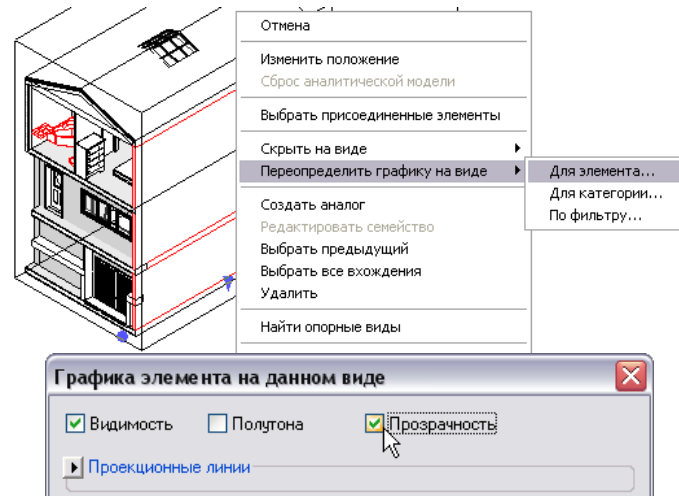 Отмена
Изменить положение
Сброс аналитической модели
Выбрать присоединенные элементы
Скрыть на виде
Переопределить графику на виде
Для элемента...
Для категории...
По фильтру...
Создать аналог
Редактировать семейство
Выбрать предыдущий
Выбрать все вхождения
Удалить
Найти опорные виды
Графика элемента на данном виде
Видимость Полутона Прозрачность
Проекционные линии